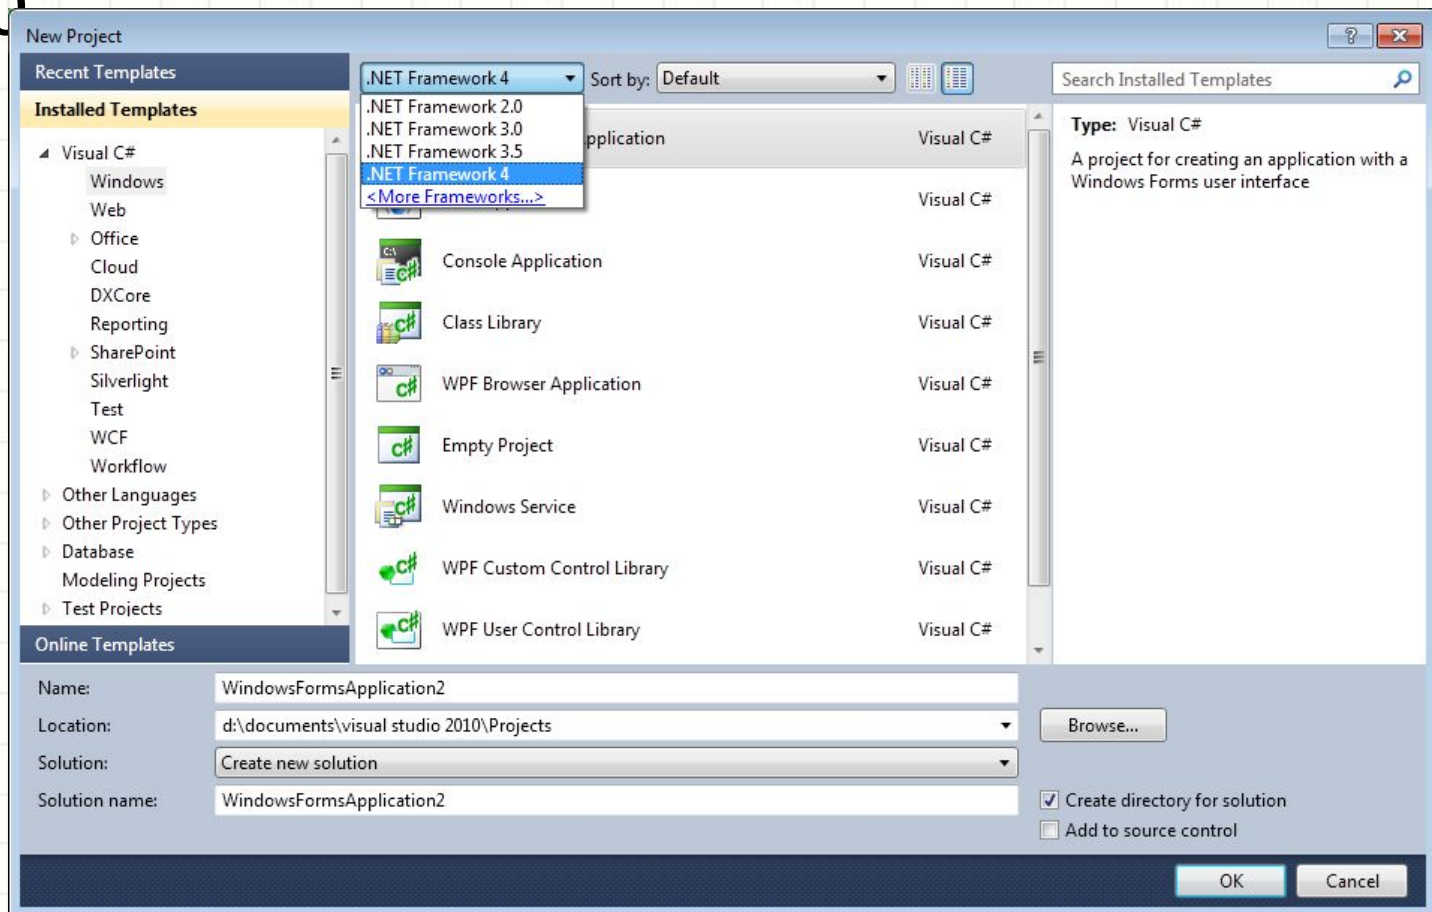 New Project
Recent Templates
Installed Templates
Visual C#
Windows
Web
Office
Cloud
DXCore
Reporting
SharePoint
Silverlight
Test
WCF
Workflow
Other Languages
Other Project Types
Database
Modeling Projects
Test Projects
Online Templates
.NET Framework 4 Sort by: Default
.NET Framework 2.0
.NET Framework 3.0
.NET Framework 3.5
.NET Framework 4
<More Frameworks...>
Visual C#
Visual C#
Console Application Visual C#
Class Library Visual C#
WPF Browser Application Visual C#
Empty Project Visual C#
Windows Service Visual C#
WPF Custom Control Library Visual C#
WPF User Control Library Visual C#
Search Installed Templates
Type: Visual C#
A project for creating an application with a
Windows Forms user interface
Name: WindowsFormsApplication2
Location: d:\documents\visual studio 2010\Projects Browse...
Solution: Create new solution
Solution name: WindowsFormsApplication2
Create directory for solution
Add to source control
OK Cancel